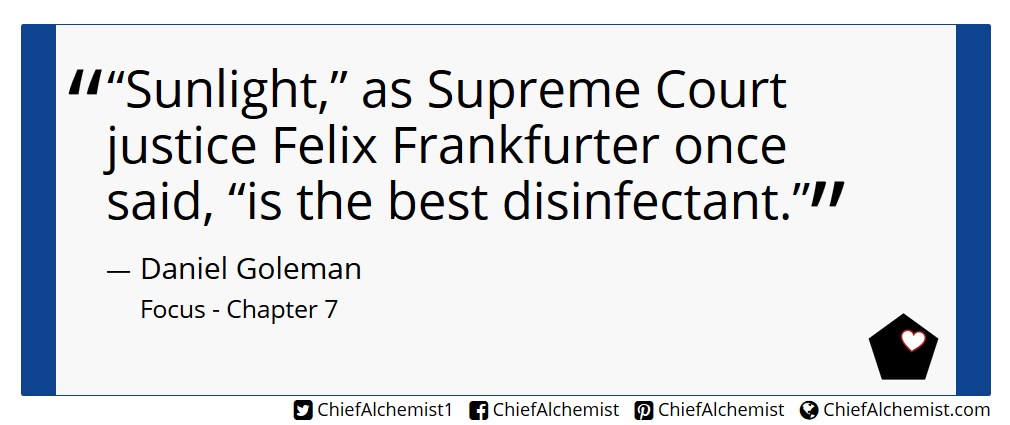 ““Sunlight,” as Supreme Court
justice Felix Frankfurter once
said, “is the best disinfectant.””
— Daniel Goleman
Focus - Chapter 7
ChiefAlchemist1 ChiefAlchemist ChiefAlchemist ChiefAlchemist.com